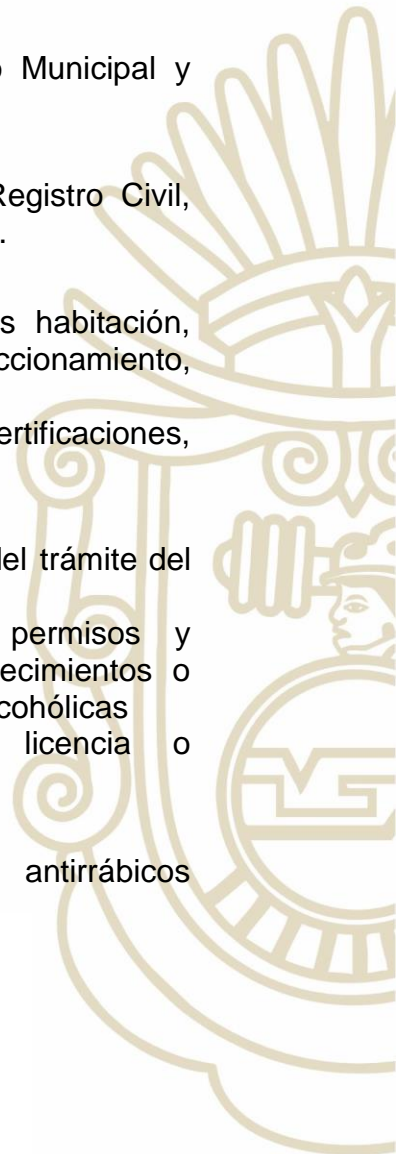 Municipal y
Registro Civil,
.
habitación,
ccionamiento,
ertificaciones,
del trámite del
permisos y
ecimientos o
cohólicas
licencia o
antirrábicos